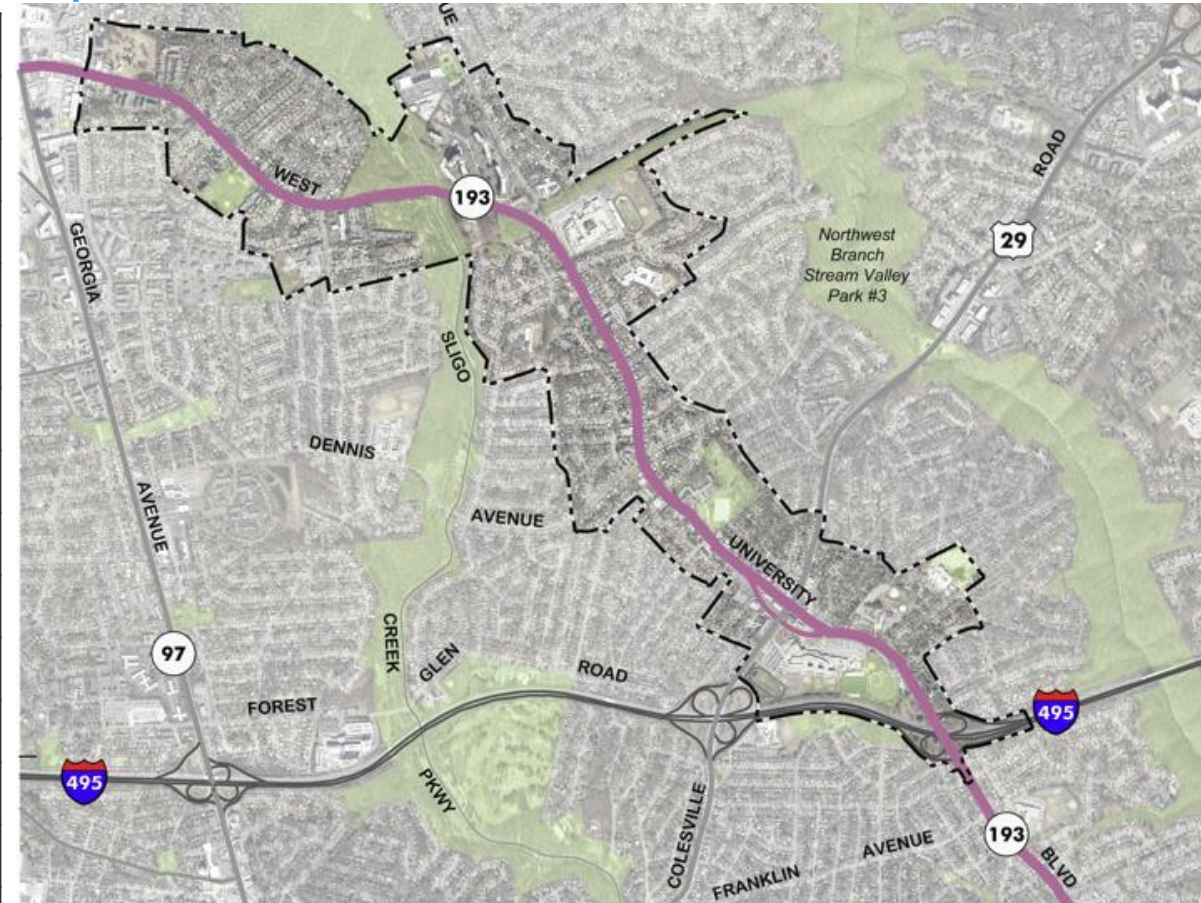 UE
WEST
193
ROAD
29
GEORGIA
Northwest
Branch
Stream Valley
Park #3
SLIGO
DENNIS
AVENUE
AVENUE
UNIVERSITY
CREEK
97
GLEN
ROAD
FOREST
495
495
PKWY
COLESVILLE
193
AVENUE
BLVD
FRANKLIN